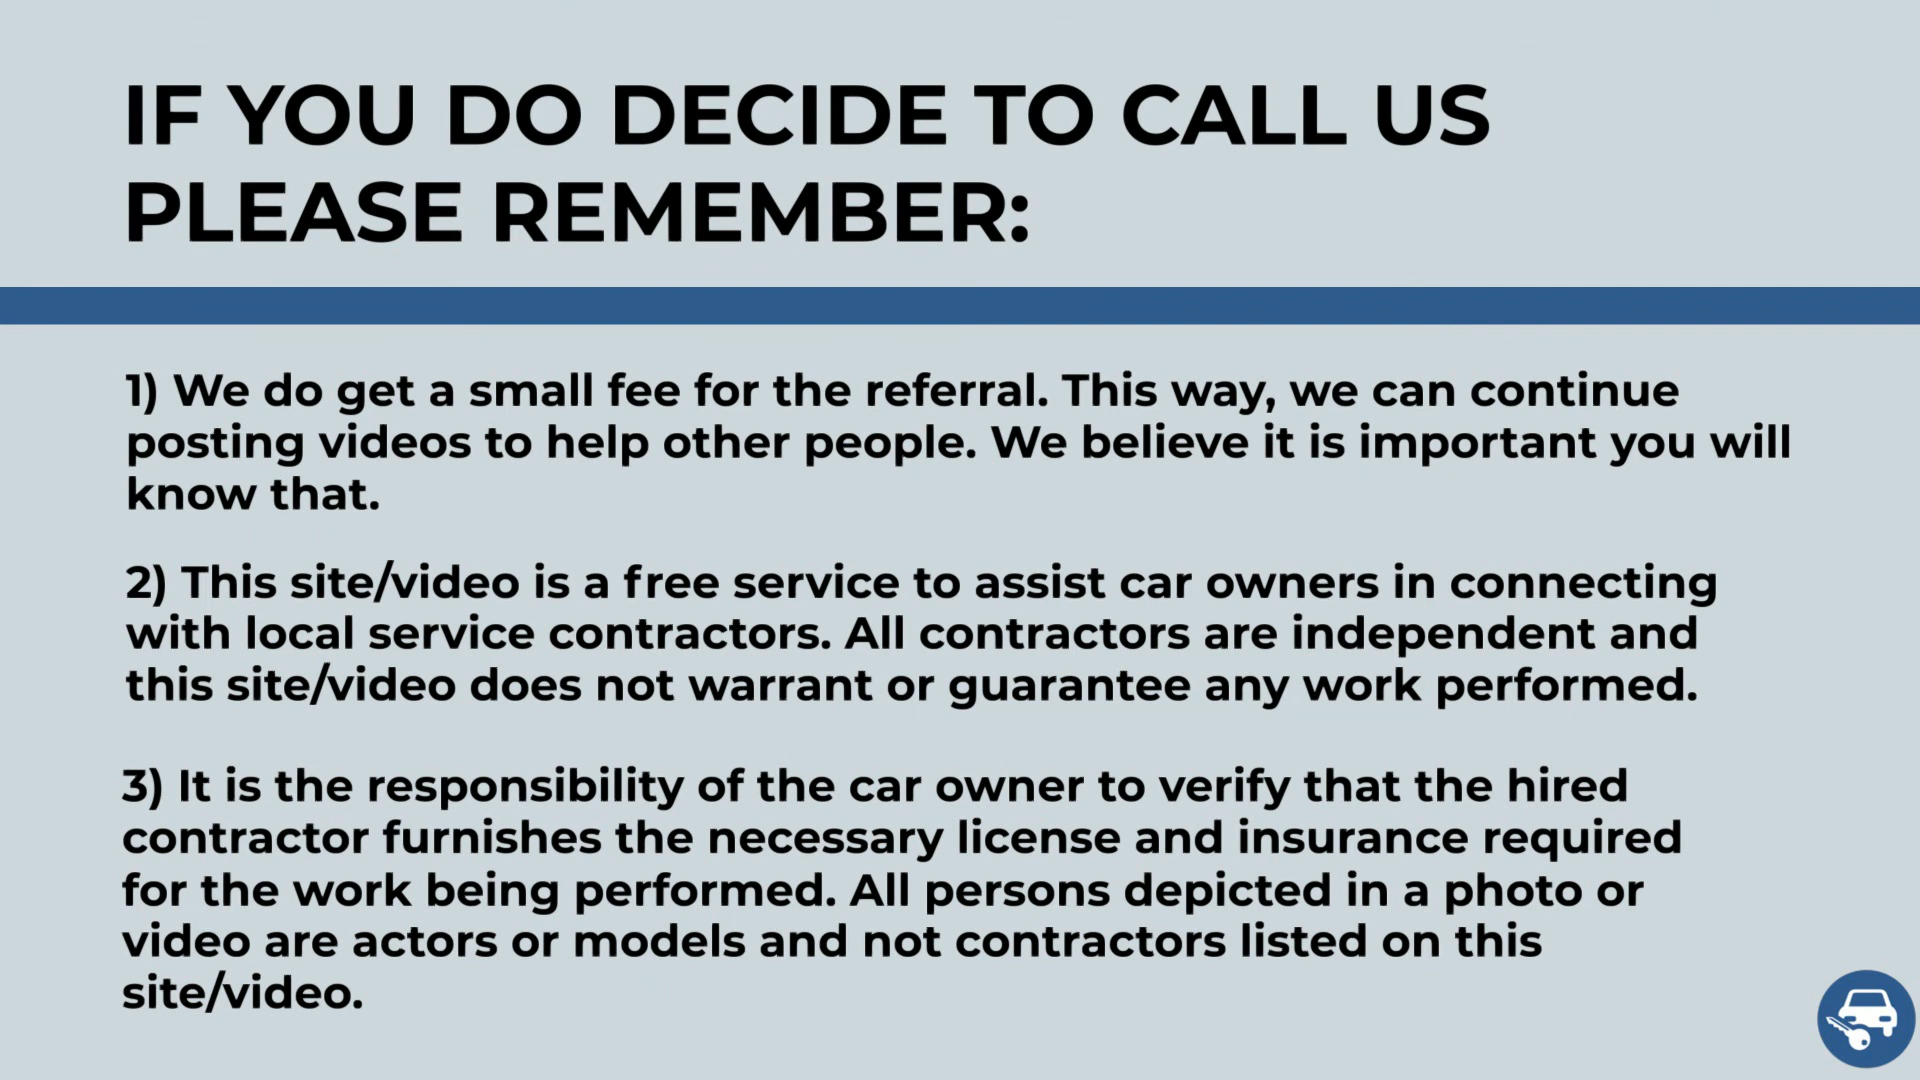 IF YOU DO DECIDE TO CALL US
PLEASE REMEMBER:
1) We do get a small fee for the referral. This way, we can continue
posting videos to help other people. We believe it is important you will
know that.
2) This site/video is a free service to assist car owners in connecting
with local service contractors. All contractors are independent and
this site/video does not warrant or guarantee any work performed.
3) It is the responsibility of the car owner to verify that the hired
contractor furnishes the necessary license and insurance required
for the work being performed. All persons depicted in a photo or
video are actors or models and not contractors listed on this
site/video.